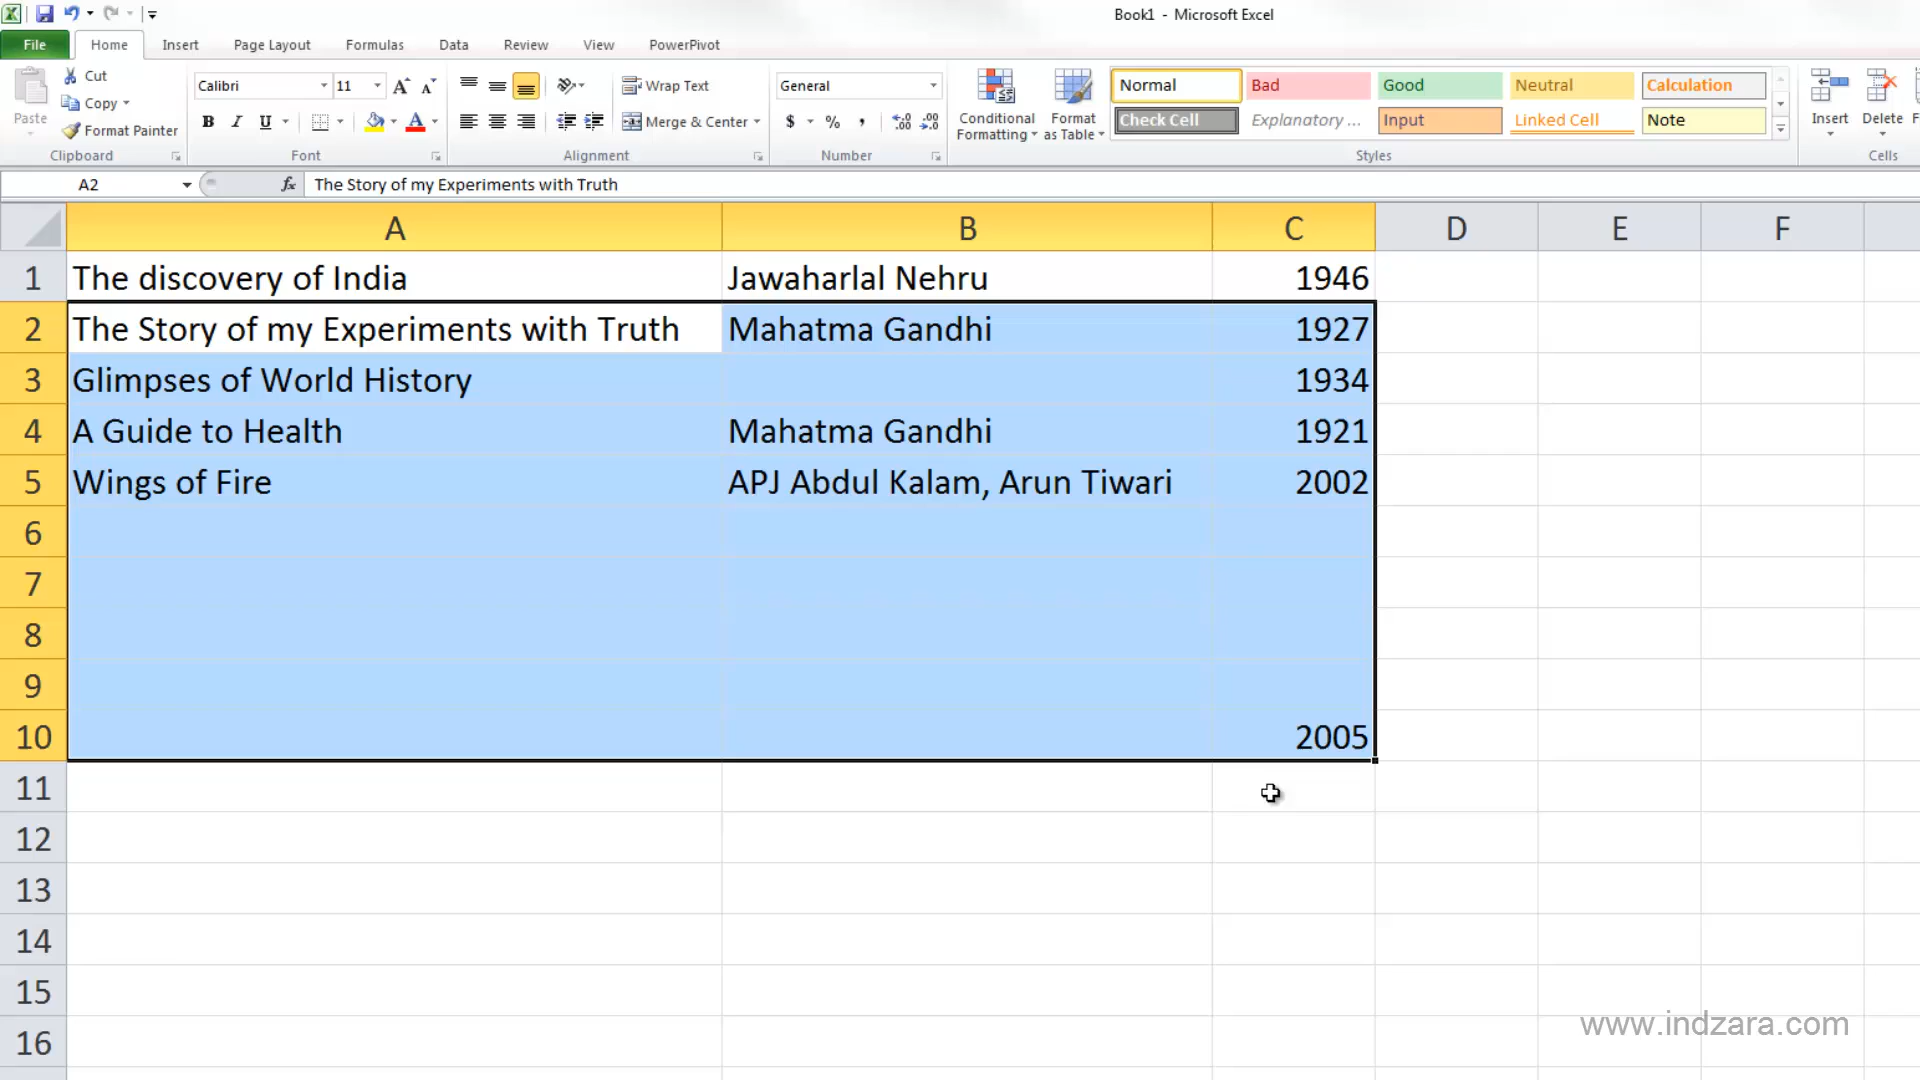 Book1 - Microsoft Excel
File Home Insert Page Layout Formulas Data Review View PowerPivot
Paste
Cut
Copy
Format Painter
Clipboard
Calibri 11
B I U
Font
Wrap Text
Merge & Center
Alignment
General
$ % ,
Number
Conditional Formatting
Format as Table
Normal Bad Good Neutral Calculation
Check Cell Explanatory ... Input Linked Cell Note
Styles
Insert Delete
Cells
A2 fx The Story of my Experiments with Truth
A B C D E F
1 The discovery of India Jawaharlal Nehru 1946
2 The Story of my Experiments with Truth Mahatma Gandhi 1927
3 Glimpses of World History 1934
4 A Guide to Health Mahatma Gandhi 1921
5 Wings of Fire APJ Abdul Kalam, Arun Tiwari 2002
6
7
8
9
10 2005
11
12
13
14
15
16
www.indzara.com